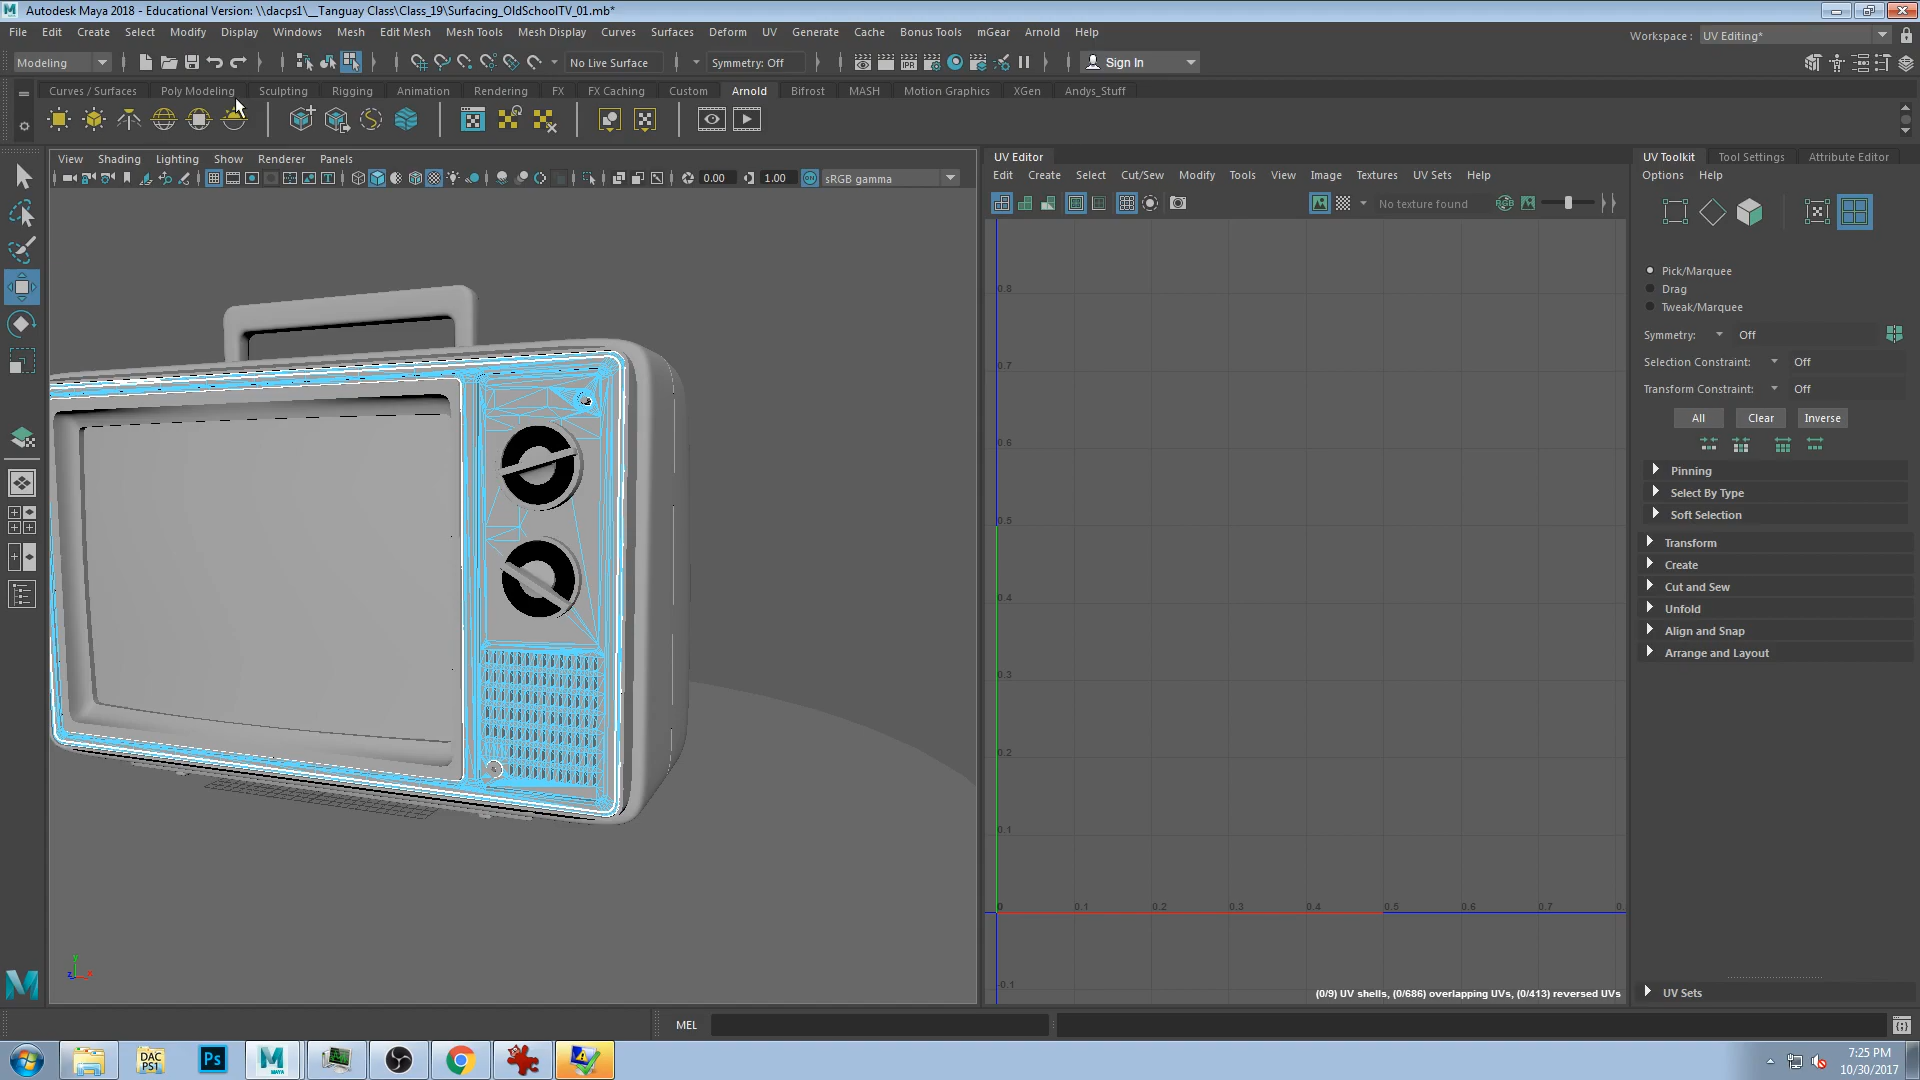 Autodesk Maya 2018 - Educational Version: \\dacps1\__Tanguay Class\Class_19\Surfacing_OldSchoolTV_01.mb*
File Edit Create Select Modify Display Windows Mesh Edit Mesh Mesh Tools Mesh Display Curves Surfaces Deform UV Generate Cache Bonus Tools mGear Arnold Help
Workspace : UV Editing*
Modeling No Live Surface Symmetry: Off Sign In
Curves / Surfaces Poly Modeling Sculpting Rigging Animation Rendering FX FX Caching Custom Arnold Bifrost MASH Motion Graphics XGen Andys_Stuff
View Shading Lighting Show Renderer Panels
IPR
0.00 1.00 ON sRGB gamma
UV Editor
Edit Create Select Cut/Sew Modify Tools View Image Textures UV Sets Help
No texture found
0.8
0.7
0.6
0.5
0.4
0.3
0.2
0.1
0 0.1 0.2 0.3 0.4 0.5 0.6 0.7 0.
-0.1
(0/9) UV shells, (0/686) overlapping UVs, (0/413) reversed UVs
UV Toolkit Tool Settings Attribute Editor
Options Help
Pick/Marquee
Drag
Tweak/Marquee
Symmetry: Off
Selection Constraint: Off
Transform Constraint: Off
All Clear Inverse
Pinning
Select By Type
Soft Selection
Transform
Create
Cut and Sew
Unfold
Align and Snap
Arrange and Layout
UV Sets
y
z x
MEL
DAC
PS1
Ps
MAYA
7:25 PM
10/30/2017